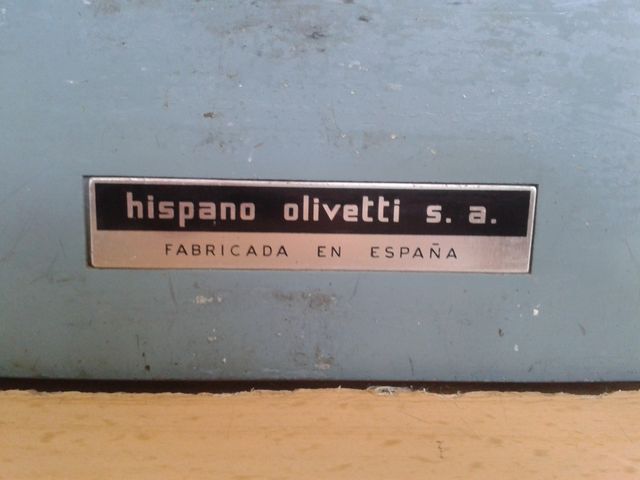 hispano olivetti s. a.
FABRICADA EN ESPAÑA